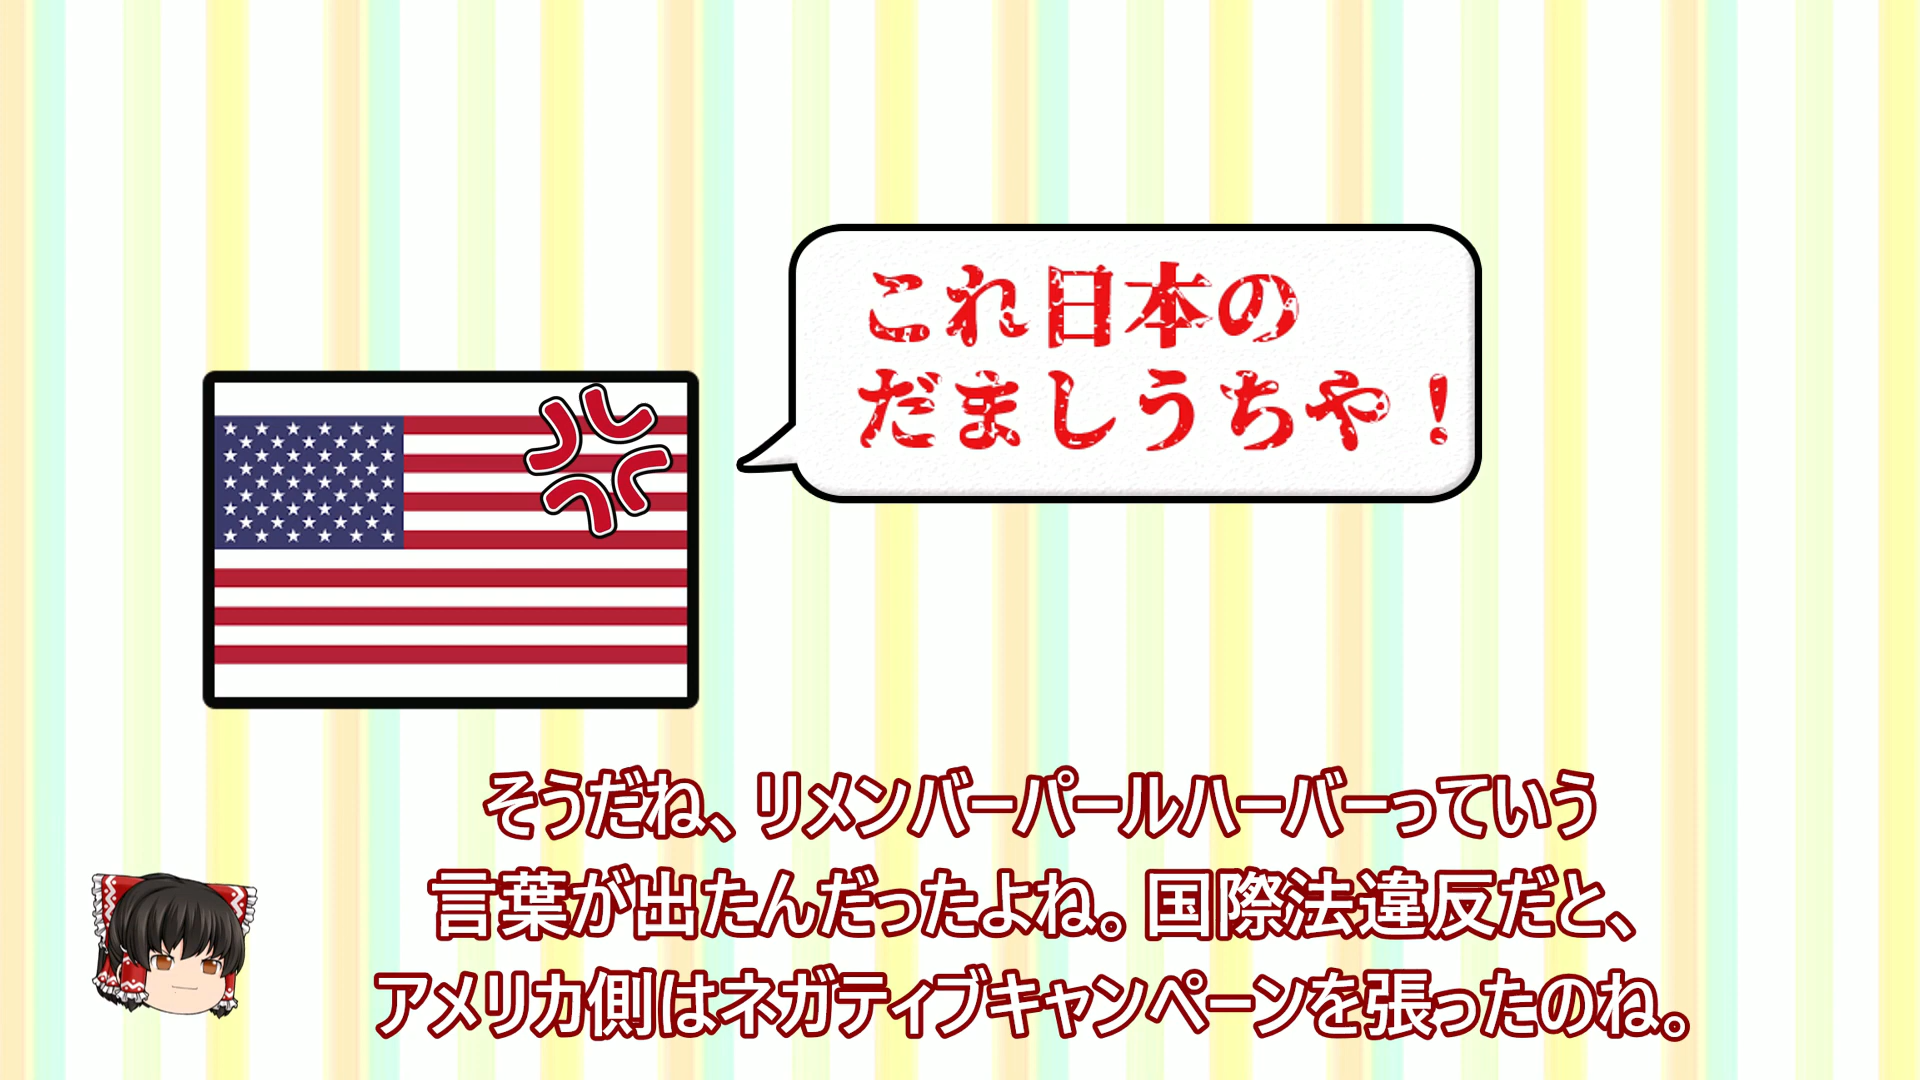 これ日本の
だましうちや！
そうだね、リメンバーパールハーバーっていう
言葉が出たんだったよね。国際法違反だと、
アメリカ側はネガティブキャンペーンを張ったのね。